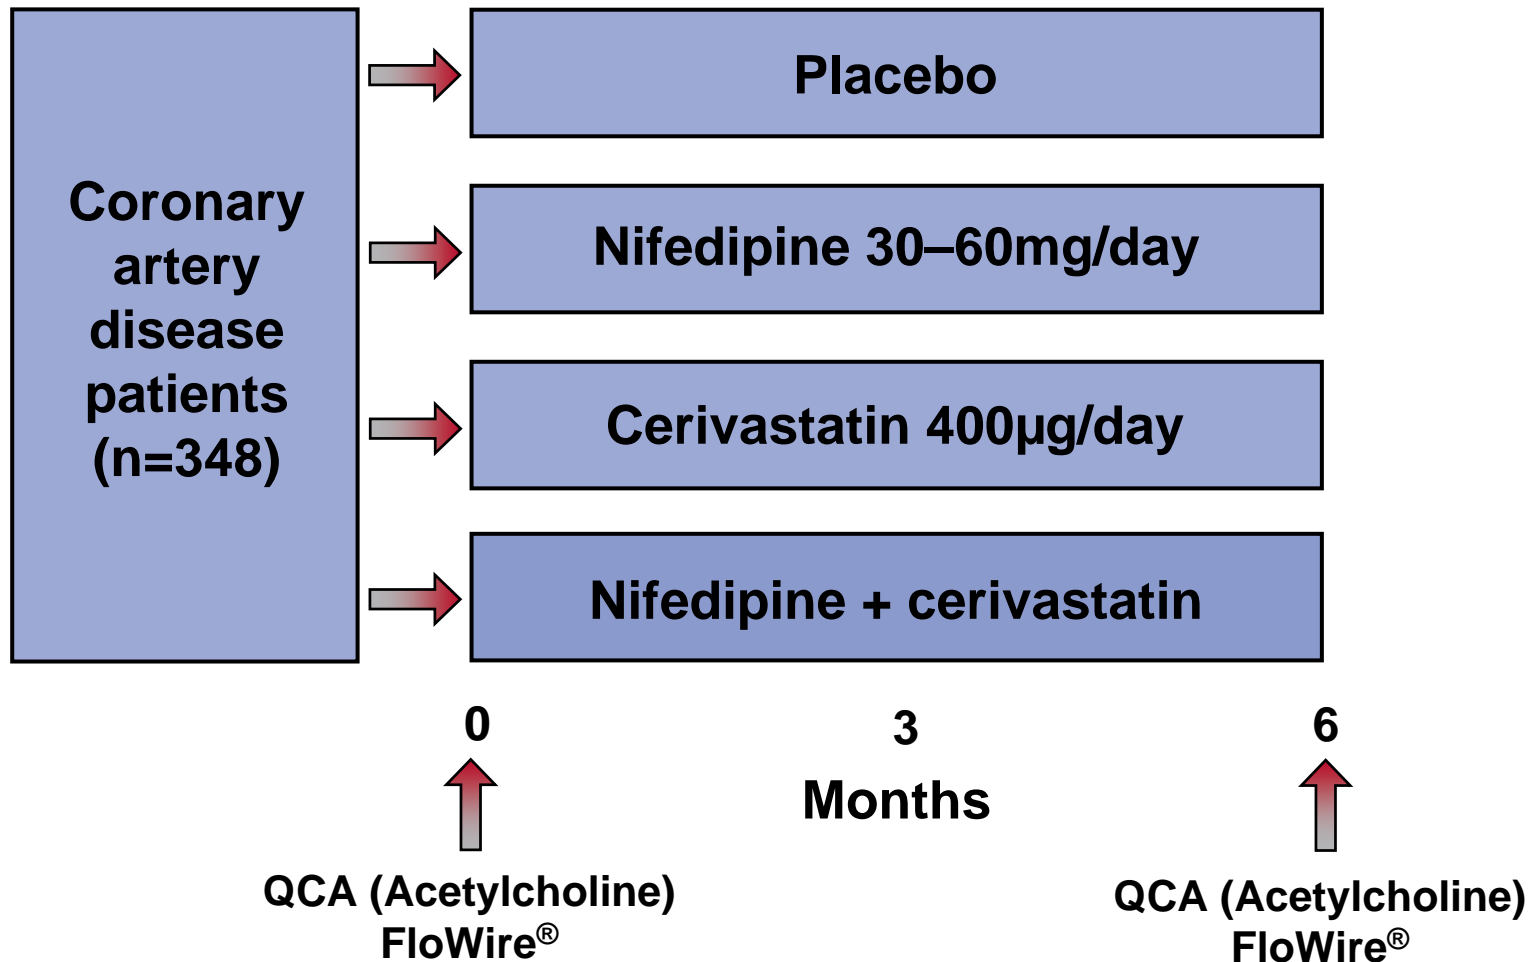 Coronary
artery
disease
patients
(n=348)
Placebo
Nifedipine 30–60mg/day
Cerivastatin 400µg/day
Nifedipine + cerivastatin
0
3
6
Months
QCA (Acetylcholine)
FloWire®
QCA (Acetylcholine)
FloWire®